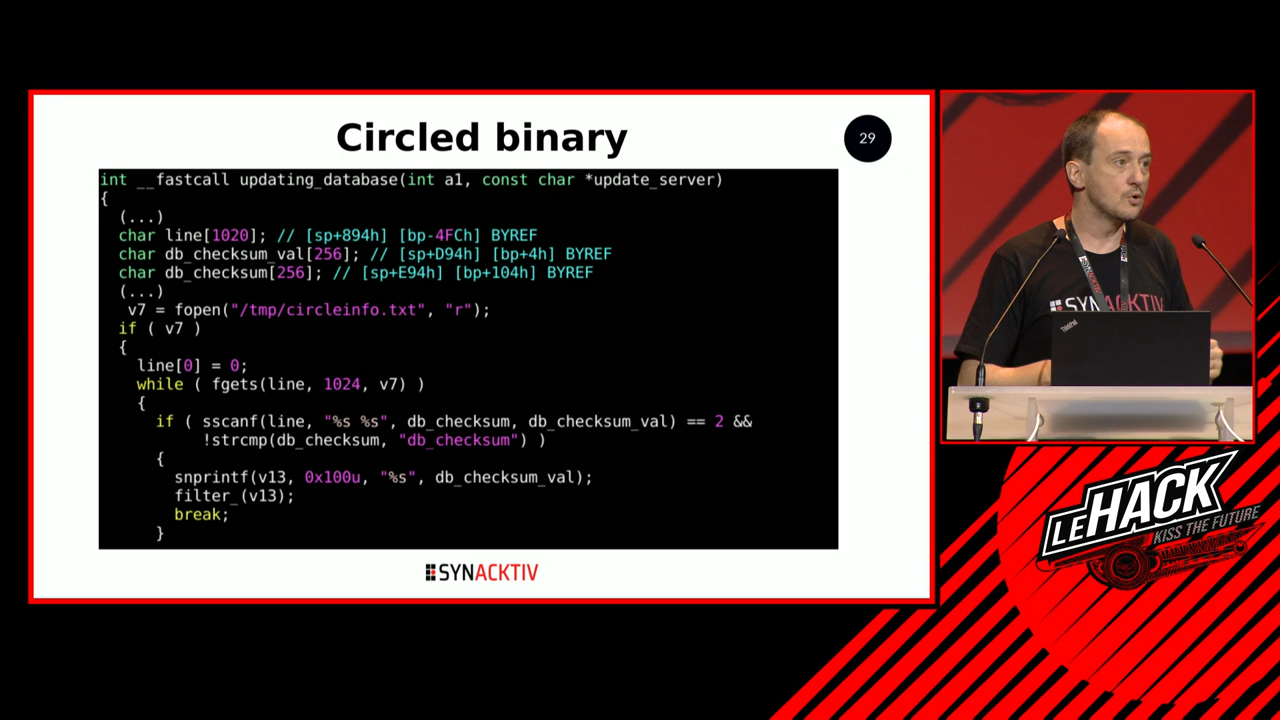 Circled binary
29
int __fastcall updating_database(int a1, const char *update_server)
{
(...)
char line[1020]; // [sp+894h] [bp-4FCh] BYREF
char db_checksum_val[256]; // [sp+D94h] [bp+4h] BYREF
char db_checksum[256]; // [sp+E94h] [bp+104h] BYREF
(...)
v7 = fopen("/tmp/circleinfo.txt", "r");
if ( v7 )
{
line[0] = 0;
while ( fgets(line, 1024, v7) )
{
if ( sscanf(line, "%s %s", db_checksum, db_checksum_val) == 2 &&
!strcmp(db_checksum, "db_checksum") )
{
snprintf(v13, 0x100u, "%s", db_checksum_val);
filter_(v13);
break;
}
SYNACKTIV
SYNACKTIV
ThinkPad
LEHACK
KISS THE FUTURE